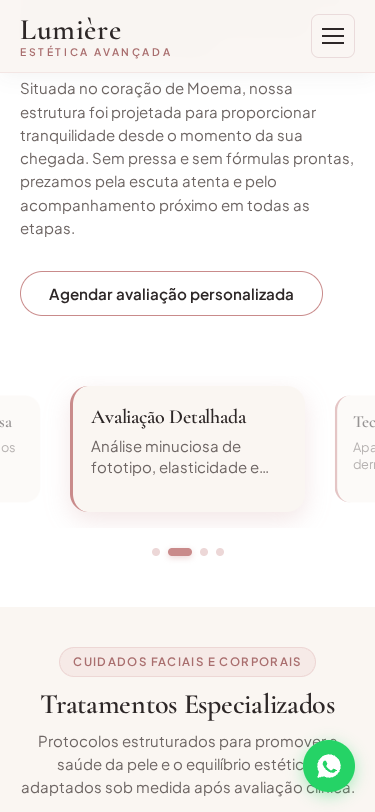 Lumière
ESTÉTICA AVANÇADA
Situada no coração de Moema, nossa
estrutura foi projetada para proporcionar
tranquilidade desde o momento da sua
chegada. Sem pressa e sem fórmulas prontas,
prezamos pela escuta atenta e pelo
acompanhamento próximo em todas as
etapas.
Agendar avaliação personalizada
Avaliação Detalhada
Análise minuciosa de
fototipo, elasticidade e...
CUIDADOS FACIAIS E CORPORAIS
Tratamentos Especializados
Protocolos estruturados para promover a
saúde da pele e o equilíbrio estético,
adaptados sob medida após avaliação clínica.